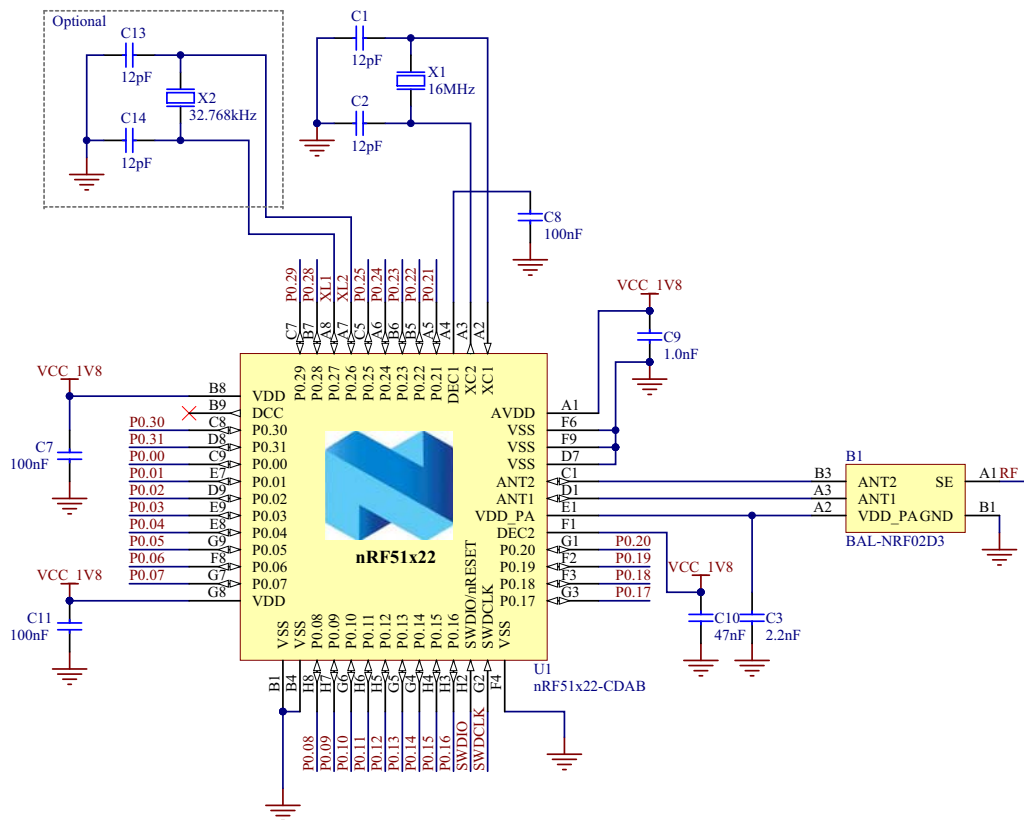 Optional
C13
12pF
X2
32.768kHz
C14
12pF
C1
12pF
X1
16MHz
C2
12pF
C8
100nF
P0.29
P0.28
XL1
XL2
P0.25
P0.24
P0.23
P0.22
P0.21
C7
B7
A8
A7
C5
A6
B6
B5
A5
A4
A3
A2
P0.29
P0.28
P0.27
P0.26
P0.25
P0.24
P0.23
P0.22
P0.21
DEC1
XC2
XC1
VCC_1V8
C9
1.0nF
VCC_1V8
C7
100nF
B8 VDD
B9 DCC
P0.30 C8 P0.30
P0.31 D8 P0.31
P0.00 C9 P0.00
P0.01 E7 P0.01
P0.02 D9 P0.02
P0.03 E9 P0.03
P0.04 E8 P0.04
P0.05 G9 P0.05
P0.06 F8 P0.06
P0.07 G7 P0.07
G8 VDD
VCC_1V8
C11
100nF
nRF51x22
AVDD A1
VSS F6
VSS F9
VSS D7
ANT2 C1
ANT1 D1
VDD_PA E1
DEC2 F1
P0.20 G1 P0.20
P0.19 F2 P0.19
P0.18 F3 P0.18
P0.17 G3 P0.17
B1
B3 ANT2 SE A1 RF
A3 ANT1
A2 VDD_PA GND B1
BAL-NRF02D3
VCC_1V8
C10
47nF
C3
2.2nF
VSS
VSS
P0.08
P0.09
P0.10
P0.11
P0.12
P0.13
P0.14
P0.15
P0.16
SWDIO/nRESET
SWDCLK
VSS
U1
nRF51x22-CDAB
B1
B4
H8
H7
G6
H6
H5
G5
G4
H4
H3
H2
G2
F4
P0.08
P0.09
P0.10
P0.11
P0.12
P0.13
P0.14
P0.15
P0.16
SWDIO
SWDCLK